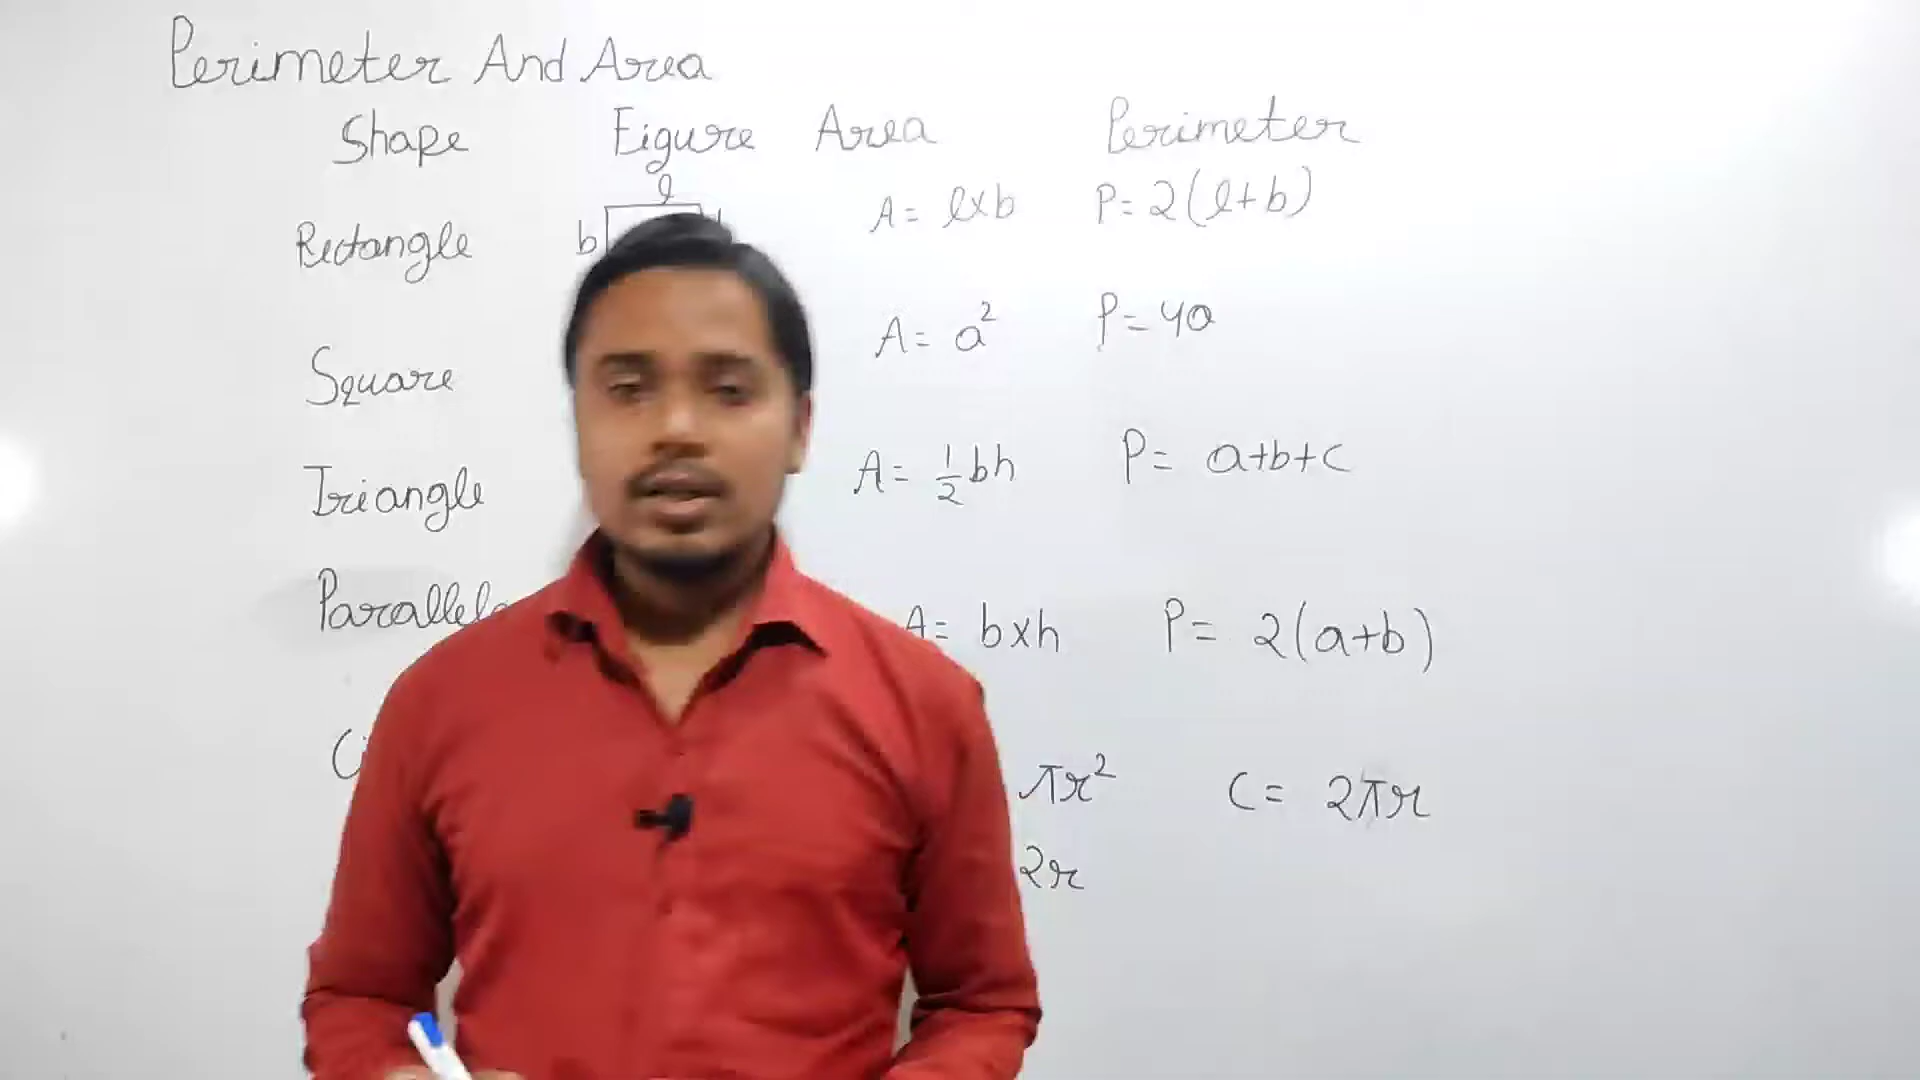 Perimeter And Area
Shape Figure Area Perimeter
l
Rectangle b A = l×b P = 2(l+b)
Square A = a² P = 4a
Triangle A = ½bh P = a+b+c
A = b×h P = 2(a+b)
πr² C = 2πr
2r